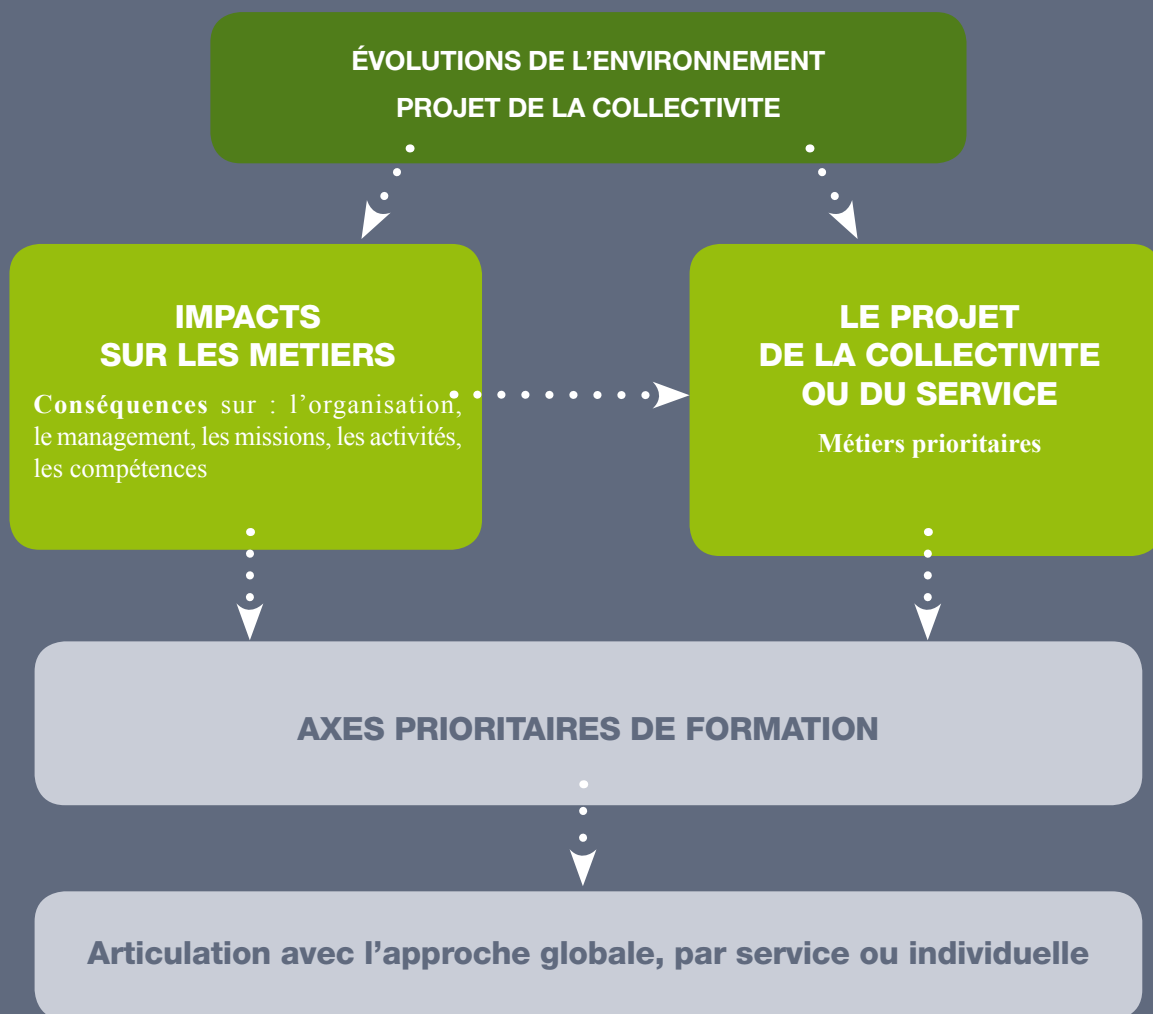 ÉVOLUTIONS DE L'ENVIRONNEMENT
PROJET DE LA COLLECTIVITE
IMPACTS
SUR LES METIERS
Conséquences sur : l'organisation,
le management, les missions, les activités,
les compétences
LE PROJET
DE LA COLLECTIVITE
OU DU SERVICE
Métiers prioritaires
AXES PRIORITAIRES DE FORMATION
Articulation avec l'approche globale, par service ou individuelle